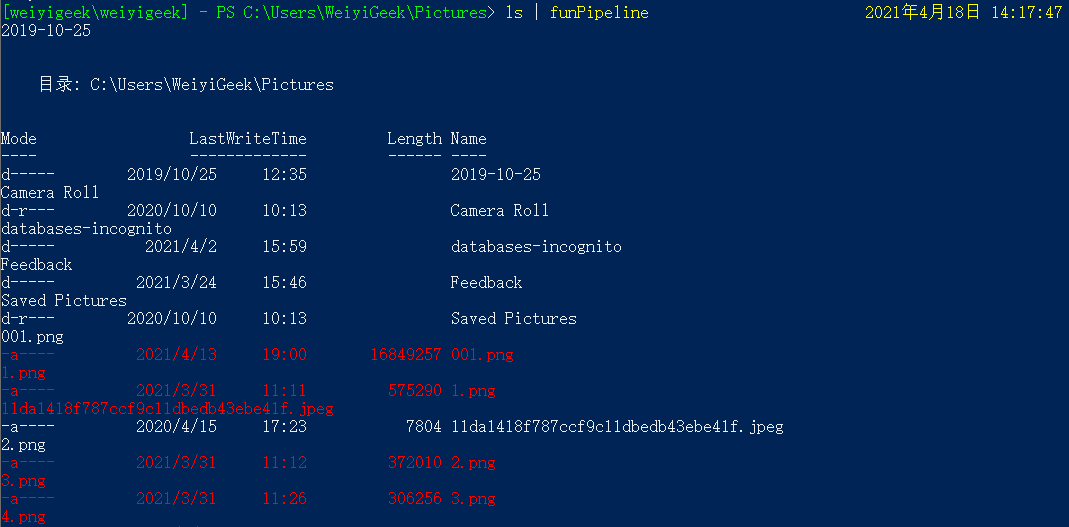 [weiyigeek\weiyigeek] - PS C:\Users\WeiyiGeek\Pictures> ls | funPipeline 2021年4月18日 14:17:47
2019-10-25
目录: C:\Users\WeiyiGeek\Pictures
Mode LastWriteTime Length Name
---- ------------- ------ ----
d----- 2019/10/25 12:35 2019-10-25
Camera Roll
d-r--- 2020/10/10 10:13 Camera Roll
databases-incognito
d----- 2021/4/2 15:59 databases-incognito
Feedback
d----- 2021/3/24 15:46 Feedback
Saved Pictures
d-r--- 2020/10/10 10:13 Saved Pictures
001.png
-a---- 2021/4/13 19:00 16849257 001.png
1.png
-a---- 2021/3/31 11:11 575290 1.png
11da1418f787ccf9c11dbedb43ebe41f.jpeg
-a---- 2020/4/15 17:23 7804 11da1418f787ccf9c11dbedb43ebe41f.jpeg
2.png
-a---- 2021/3/31 11:12 372010 2.png
3.png
-a---- 2021/3/31 11:26 306256 3.png
4.png